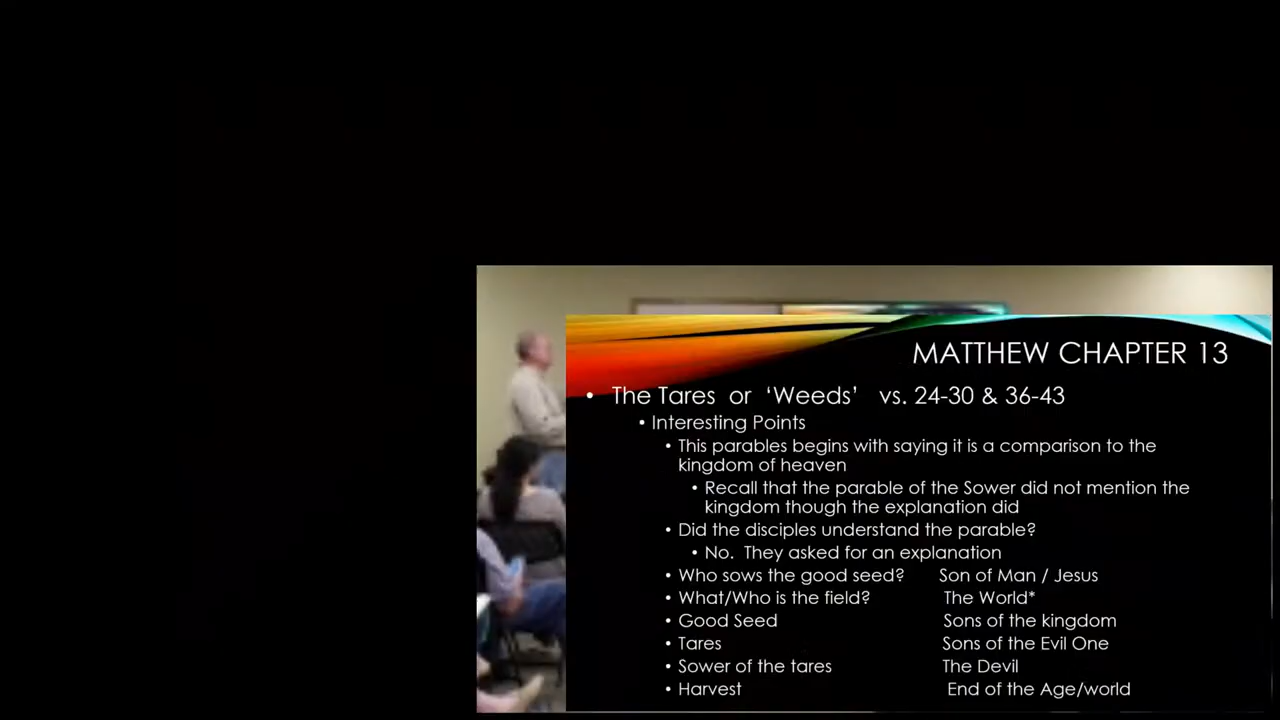 MATTHEW CHAPTER 13
• The Tares or ‘Weeds’ vs. 24-30 & 36-43
• Interesting Points
• This parables begins with saying it is a comparison to the
kingdom of heaven
• Recall that the parable of the Sower did not mention the
kingdom though the explanation did
• Did the disciples understand the parable?
• No. They asked for an explanation
• Who sows the good seed? Son of Man / Jesus
• What/Who is the field? The World*
• Good Seed Sons of the kingdom
• Tares Sons of the Evil One
• Sower of the tares The Devil
• Harvest End of the Age/world